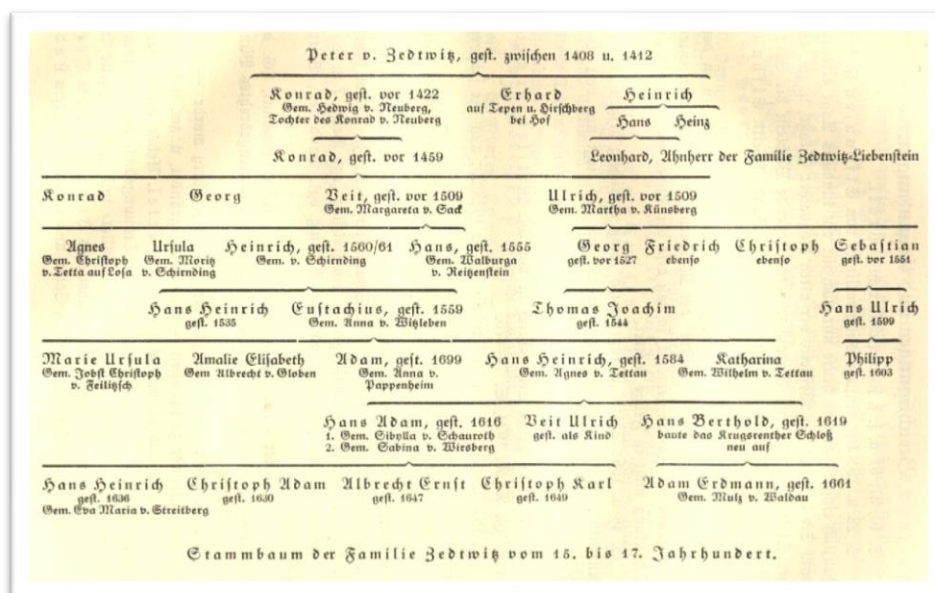 Peter v. Zedtwitz, gest. zwischen 1408 u. 1412
Konrad, gest. vor 1422
Gem. Hedwig v. Neuberg,
Tochter des Konrad v. Neuberg
Erhard
auf Tepen u. Hirschberg
bei Hof
Heinrich
Hans Heinz
Konrad, gest. vor 1459
Leonhard, Ahnherr der Familie Zedtwitz-Liebenstein
Konrad
Georg
Veit, gest. vor 1509
Gem. Margareta v. Sack
Ulrich, gest. vor 1509
Gem. Martha v. Künsberg
Agnes
Gem. Christoph
v. Tetta auf Losa
Ursula
Gem. Moritz
v. Schirnding
Heinrich, gest. 1560/61
Gem. v. Schirnding
Hans, gest. 1555
Gem. Walburga
v. Reitzenstein
Georg
gest. vor 1527
Friedrich
ebenso
Christoph
ebenso
Sebastian
gest. vor 1551
Hans Heinrich
gest. 1535
Eustachius, gest. 1559
Gem. Anna v. Witzleben
Thomas Joachim
gest. 1544
Hans Ulrich
gest. 1599
Marie Ursula
Gem. Jobst Christoph
v. Feilitzsch
Amalie Elisabeth
Gem Albrecht v. Globen
Adam, gest. 1699
Gem. Anna v.
Pappenheim
Hans Heinrich, gest. 1584
Gem. Agnes v. Tettau
Katharina
Gem. Wilhelm v. Tettau
Philipp
gest. 1603
Hans Adam, gest. 1616
1. Gem. Sibylla v. Schauroth
2. Gem. Sabina v. Wirsberg
Veit Ulrich
gest. als Kind
Hans Berthold, gest. 1619
baute das Krugsreuther Schloß
neu auf
Hans Heinrich
gest. 1636
Gem. Eva Maria v. Streitberg
Christoph Adam
gest. 1630
Albrecht Ernst
gest. 1647
Christoph Karl
gest. 1649
Adam Erdmann, gest. 1661
Gem. Mulz v. Waldau
Stammbaum der Familie Zedtwitz vom 15. bis 17. Jahrhundert.